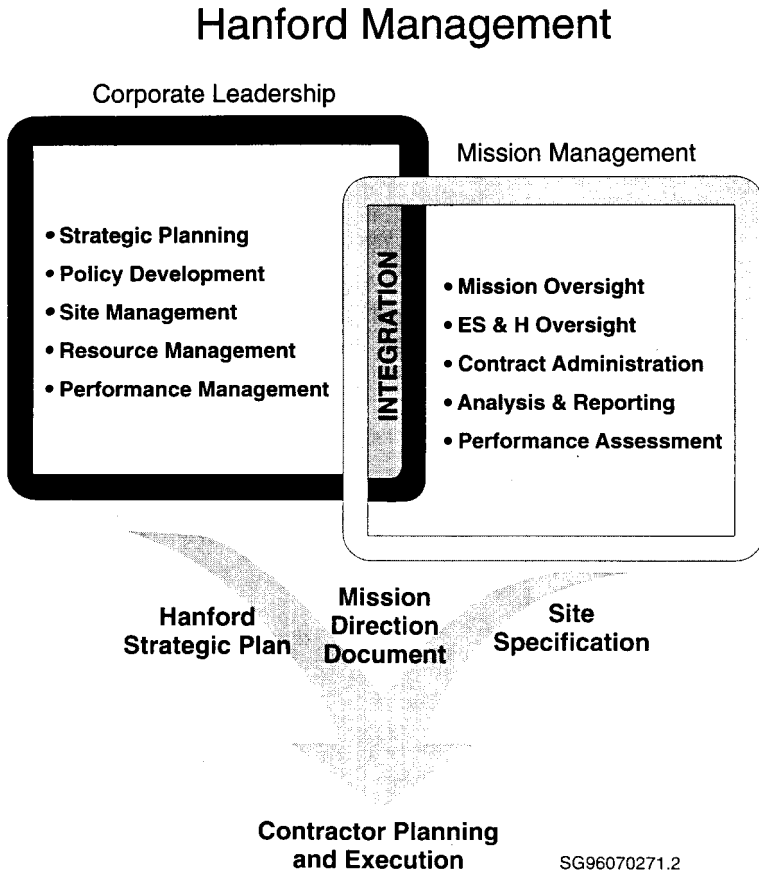 Hanford Management
Corporate Leadership
• Strategic Planning
• Policy Development
• Site Management
• Resource Management
• Performance Management
INTEGRATION
Mission Management
• Mission Oversight
• ES & H Oversight
• Contract Administration
• Analysis & Reporting
• Performance Assessment
Hanford
Strategic Plan
Mission
Direction
Document
Site
Specification
Contractor Planning
and Execution
SG96070271.2